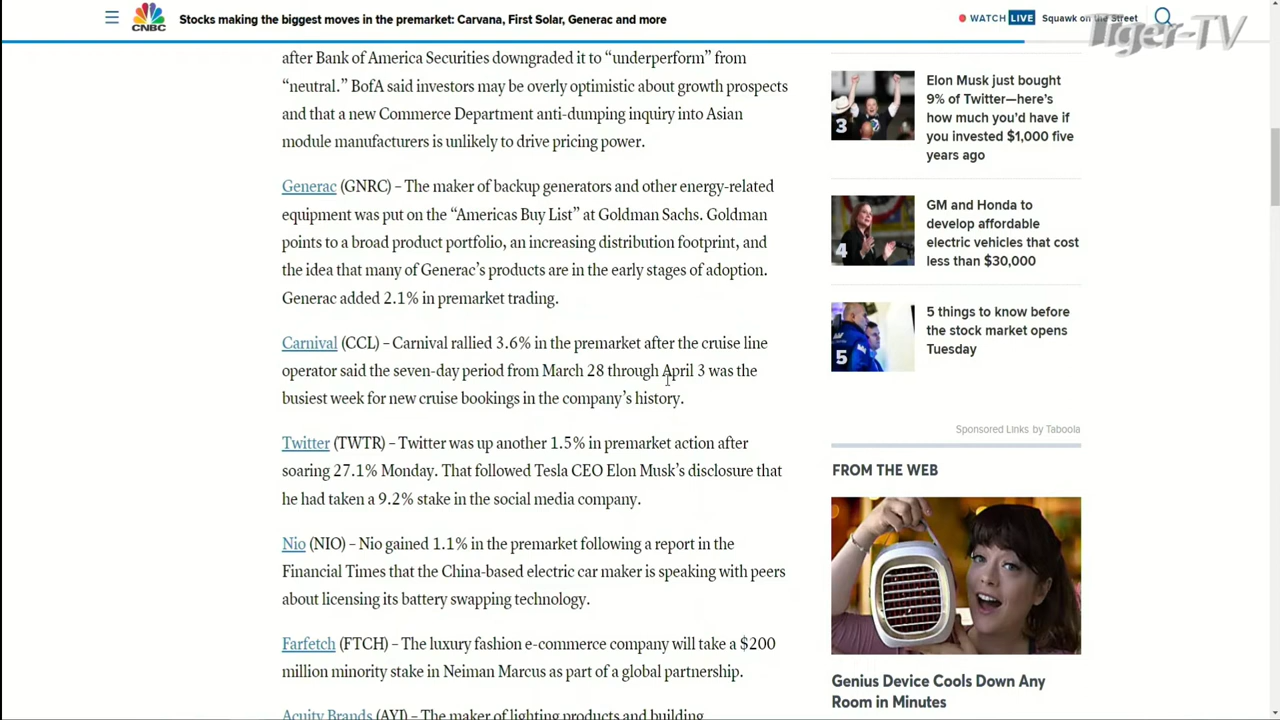 Stocks making the biggest moves in the premarket: Carvana, First Solar, Generac and more
CNBC
WATCH LIVE Squawk on the Street
Tiger-TV
after Bank of America Securities downgraded it to “underperform” from
“neutral.” BofA said investors may be overly optimistic about growth prospects
and that a new Commerce Department anti-dumping inquiry into Asian
module manufacturers is unlikely to drive pricing power.
Generac (GNRC) – The maker of backup generators and other energy-related
equipment was put on the “Americas Buy List” at Goldman Sachs. Goldman
points to a broad product portfolio, an increasing distribution footprint, and
the idea that many of Generac’s products are in the early stages of adoption.
Generac added 2.1% in premarket trading.
Carnival (CCL) – Carnival rallied 3.6% in the premarket after the cruise line
operator said the seven-day period from March 28 through April 3 was the
busiest week for new cruise bookings in the company’s history.
Twitter (TWTR) – Twitter was up another 1.5% in premarket action after
soaring 27.1% Monday. That followed Tesla CEO Elon Musk’s disclosure that
he had taken a 9.2% stake in the social media company.
Nio (NIO) – Nio gained 1.1% in the premarket following a report in the
Financial Times that the China-based electric car maker is speaking with peers
about licensing its battery swapping technology.
Farfetch (FTCH) – The luxury fashion e-commerce company will take a $200
million minority stake in Neiman Marcus as part of a global partnership.
Acuity Brands (AYI) – The maker of lighting products and building
3
Elon Musk just bought
9% of Twitter—here’s
how much you’d have if
you invested $1,000 five
years ago
4
GM and Honda to
develop affordable
electric vehicles that cost
less than $30,000
5
5 things to know before
the stock market opens
Tuesday
Sponsored Links by Taboola
FROM THE WEB
Genius Device Cools Down Any
Room in Minutes